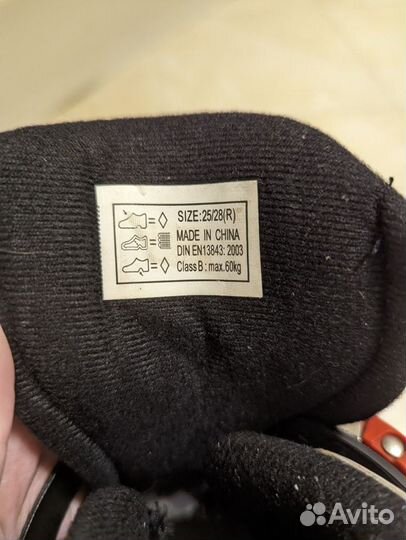 SIZE:25/28(R)
MADE IN CHINA
DIN EN13843: 2003
Class B : max.60kg
Avito